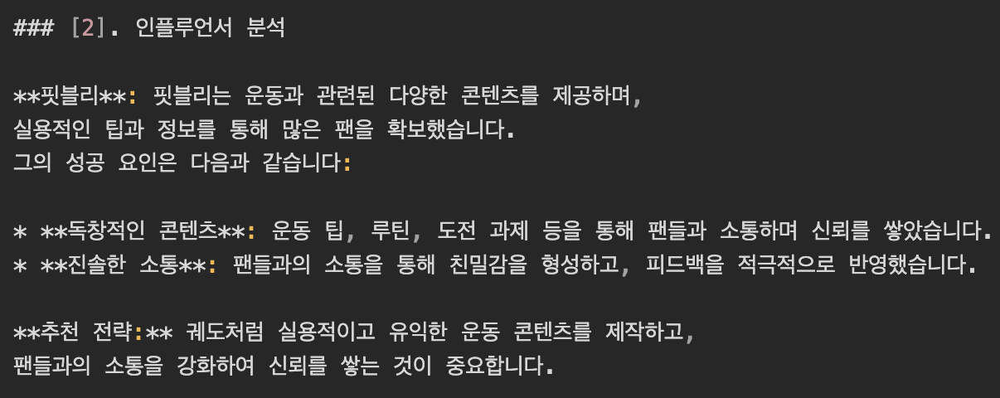 ### [2]. 인플루언서 분석
**핏블리**: 핏블리는 운동과 관련된 다양한 콘텐츠를 제공하며,
실용적인 팁과 정보를 통해 많은 팬을 확보했습니다.
그의 성공 요인은 다음과 같습니다:
* **독창적인 콘텐츠**: 운동 팁, 루틴, 도전 과제 등을 통해 팬들과 소통하며 신뢰를 쌓았습니다.
* **진솔한 소통**: 팬들과의 소통을 통해 친밀감을 형성하고, 피드백을 적극적으로 반영했습니다.
**추천 전략:** 궤도처럼 실용적이고 유익한 운동 콘텐츠를 제작하고,
팬들과의 소통을 강화하여 신뢰를 쌓는 것이 중요합니다.